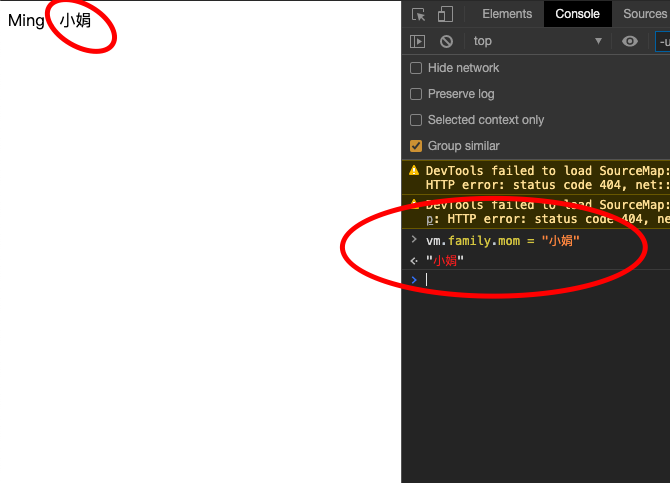 Ming 小娟
Elements Console Sources
top
Hide network
Preserve log
Selected context only
Group similar
DevTools failed to load SourceMap:
HTTP error: status code 404, net::
DevTools failed to load SourceMap:
p: HTTP error: status code 404, ne
vm.family.mom = "小娟"
"小娟"